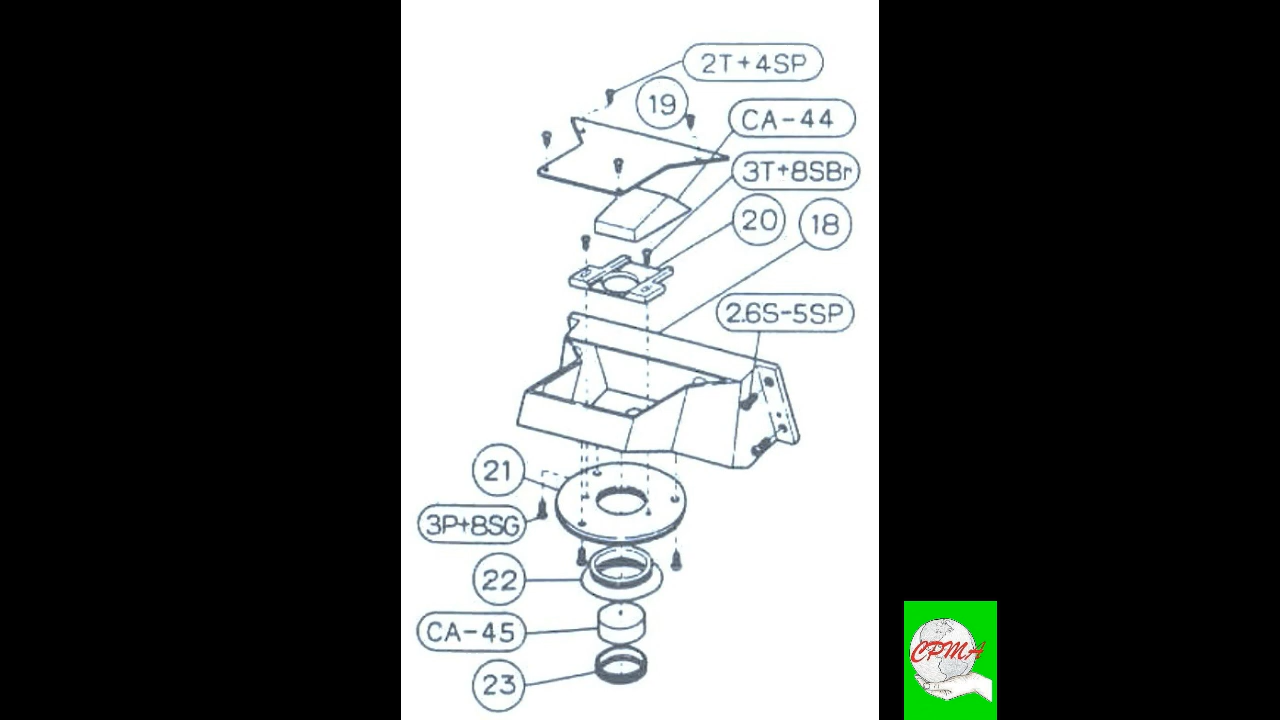 2T+4SP
19
CA-44
3T+8SBr
20
18
2.6S-5SP
21
3P+8SG
22
CA-45
23
CPMA